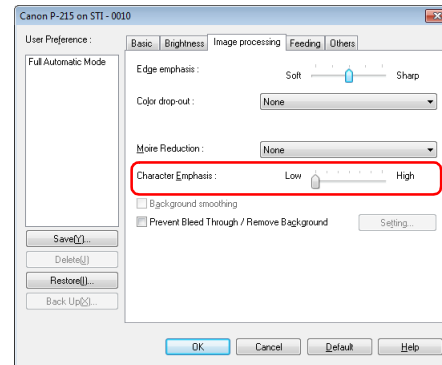 Canon P-215 on STI - 0010
User Preference :
Full Automatic Mode
Save(Y)...
Delete(J)
Restore(I)...
Back Up(X)...
Basic Brightness Image processing Feeding Others
Edge emphasis :
Soft Sharp
Color drop-out :
None
Moire Reduction :
None
Character Emphasis :
Low High
Background smoothing
Prevent Bleed Through / Remove Background
Setting...
OK Cancel Default Help